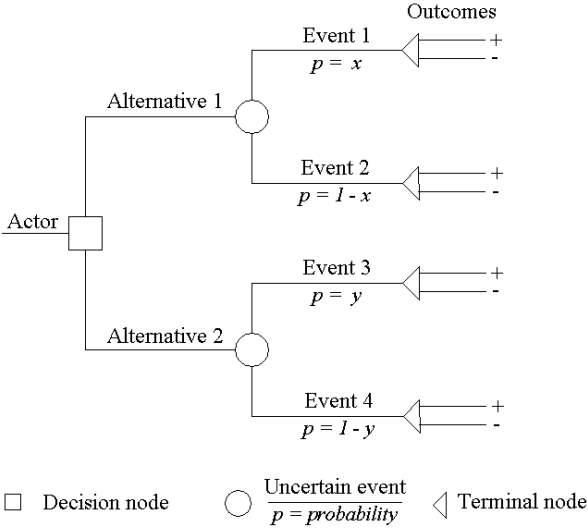 Outcomes
Event 1
p = x
+
-
Alternative 1
Event 2
p = 1 - x
+
-
Actor
Event 3
p = y
+
-
Alternative 2
Event 4
p = 1 - y
+
-
Decision node
Uncertain event
p = probability
Terminal node